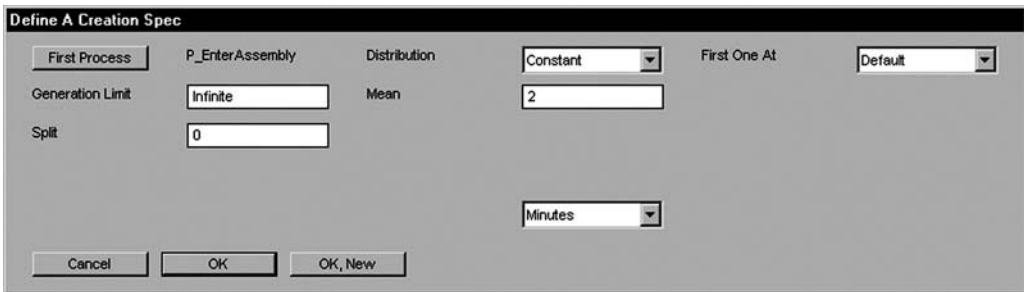 Define A Creation Spec
First Process P_EnterAssembly Distribution Constant First One At Default
Generation Limit Infinite Mean 2
Split 0
Minutes
Cancel OK OK, New